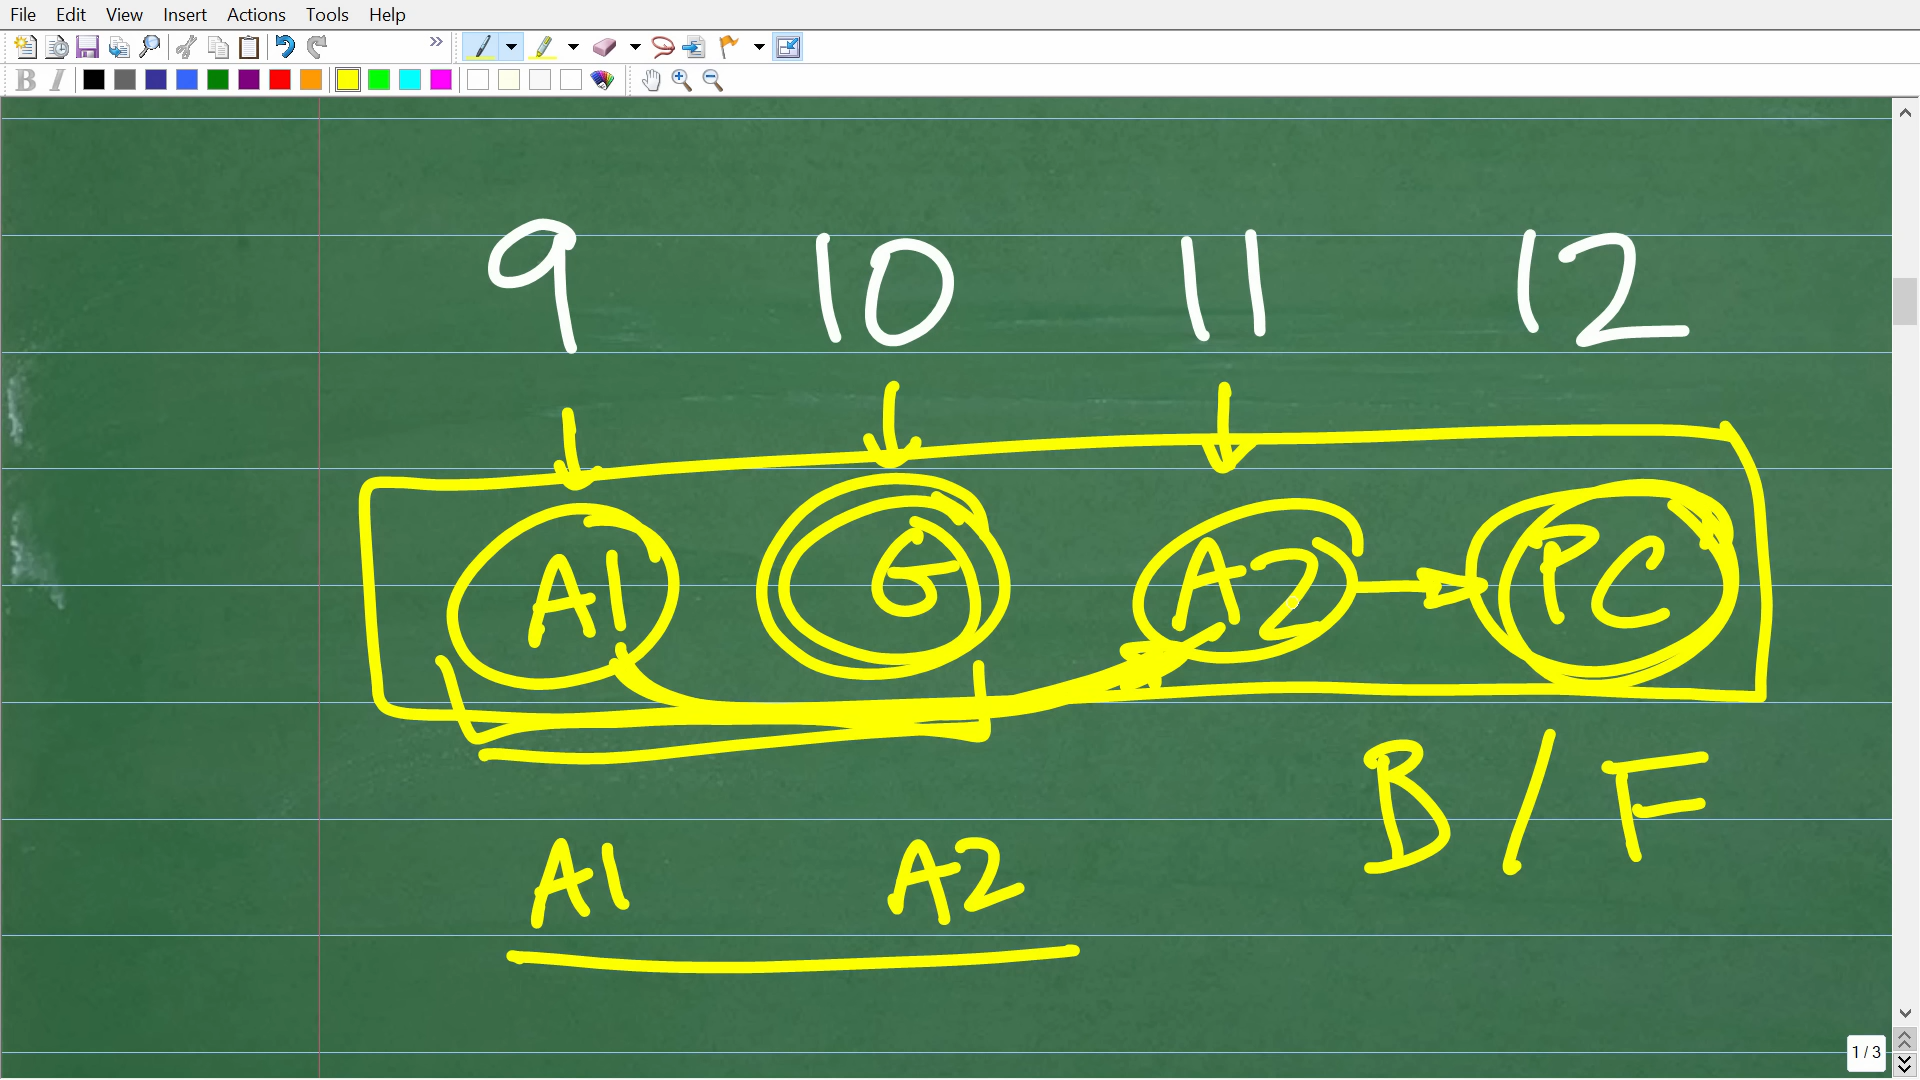 File Edit View Insert Actions Tools Help
B I
9 10 11 12
A1 G A2 PC
B/F
A1 A2
1 / 3